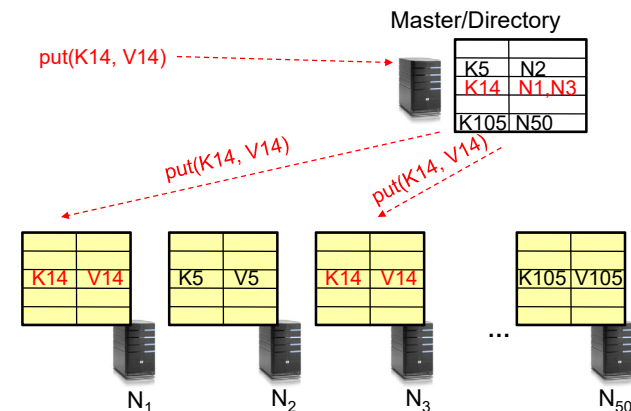 Master/Directory
put(K14, V14)
K5 N2
K14 N1,N3
K105 N50
put(K14, V14)
put(K14, V14)
K14 V14
K5 V5
K14 V14
K105 V105
...
N1
N2
N3
N50